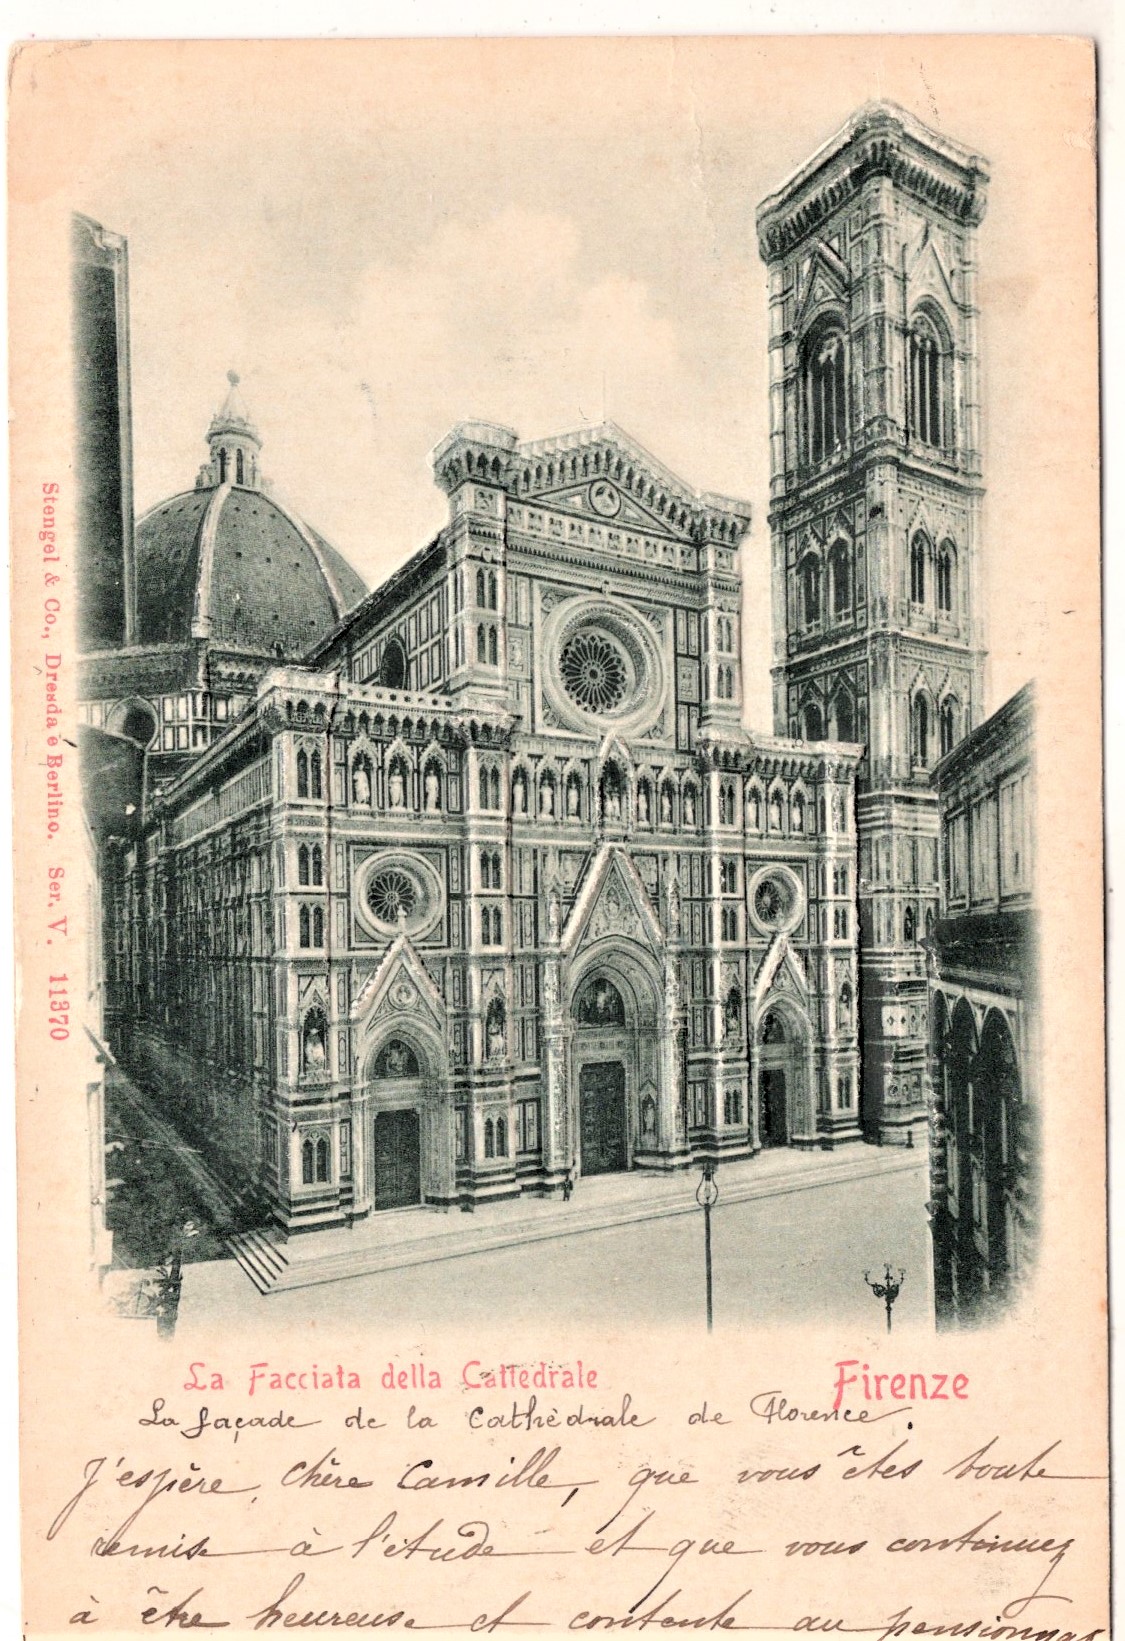 Stengel & Co., Dresda e Berlino. Ser. V. 11370
La Facciata della Cattedrale Firenze
La façade de la Cathèdrale de Florence.
J'espère, chère Camille, que vous êtes toute
remise à l'étude et que vous continuez
à être heureuse et contente au pensionnat